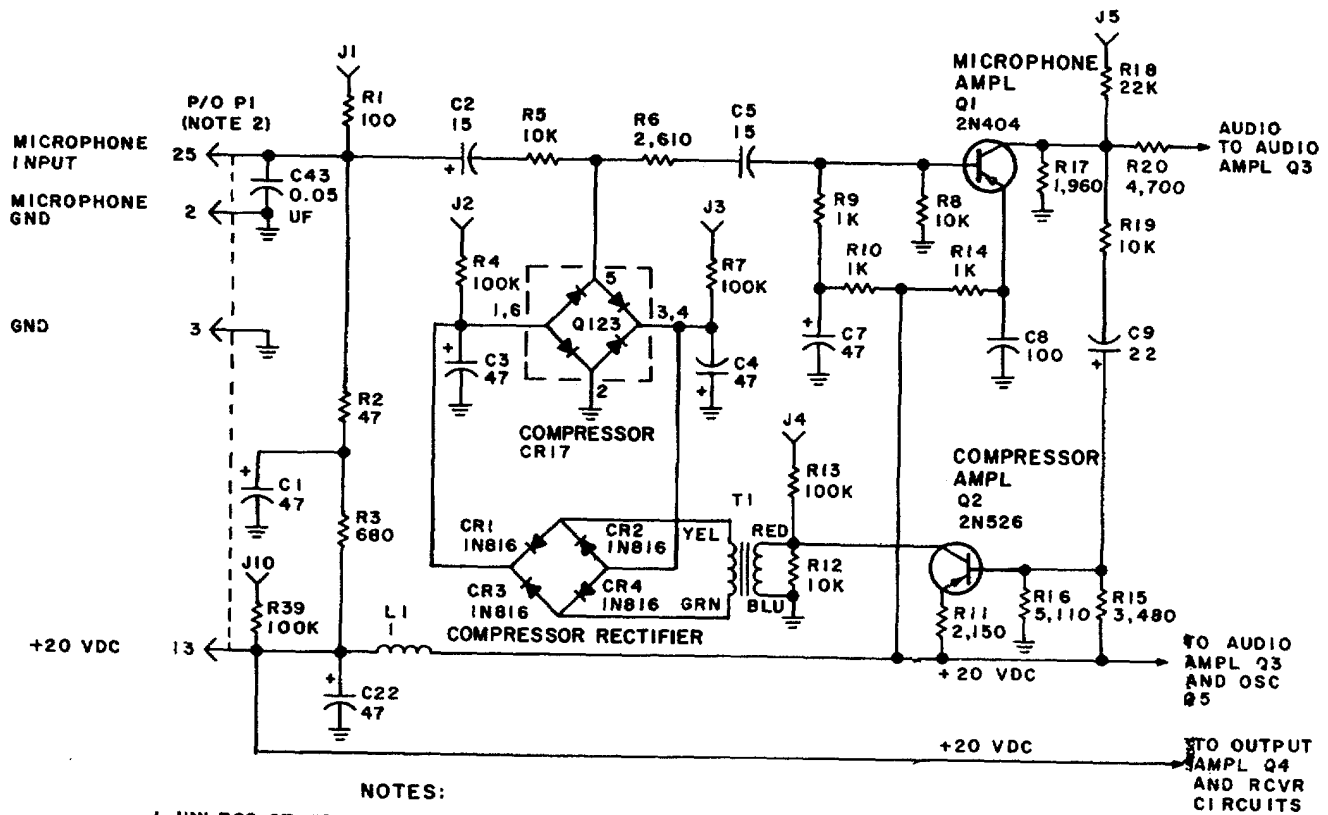 J1
R1
100
P/O P1
(NOTE 2)
MICROPHONE
INPUT
25
C43
0.05
UF
MICROPHONE
GND
2
GND
3
C2
15
+
R5
10K
R6
2,610
C5
15
MICROPHONE
AMPL
Q1
2N404
J5
R18
22K
R17
1,960
R20
4,700
AUDIO
TO AUDIO
AMPL Q3
R19
10K
C9
22
+
J2
R4
100K
1,6
+
C3
47
5
Q123
3,4
2
COMPRESSOR
CR17
J3
R7
100K
C4
47
+
R9
1K
R8
10K
R10
1K
R14
1K
+
C7
47
C8
100
R2
47
+
C1
47
R3
680
J10
R39
100K
+20 VDC
13
L1
1
+
C22
47
CR1
1N816
CR2
1N816
CR3
1N816
CR4
1N816
COMPRESSOR RECTIFIER
YEL
GRN
T1
RED
BLU
J4
R13
100K
R12
10K
COMPRESSOR
AMPL
Q2
2N526
R11
2,150
R16
5,110
R15
3,480
+20 VDC
TO AUDIO
AMPL Q3
AND OSC
Q5
+20 VDC
TO OUTPUT
AMPL Q4
AND RCVR
CIRCUITS
NOTES: